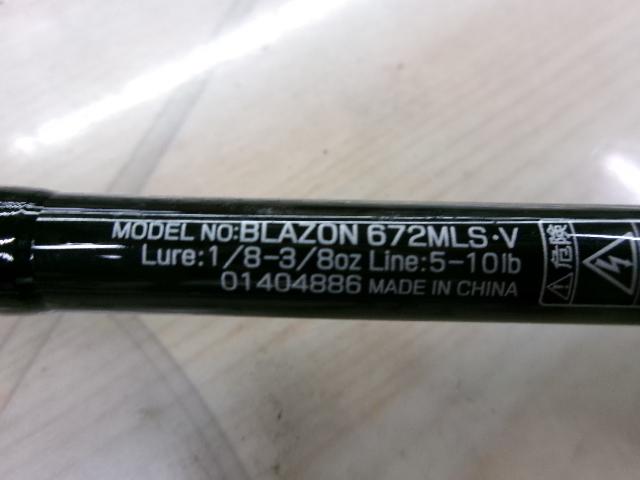 MODEL NO:BLAZON 672MLS・V
Lure:1/8-3/8oz Line:5-10lb
01404886 MADE IN CHINA
危険